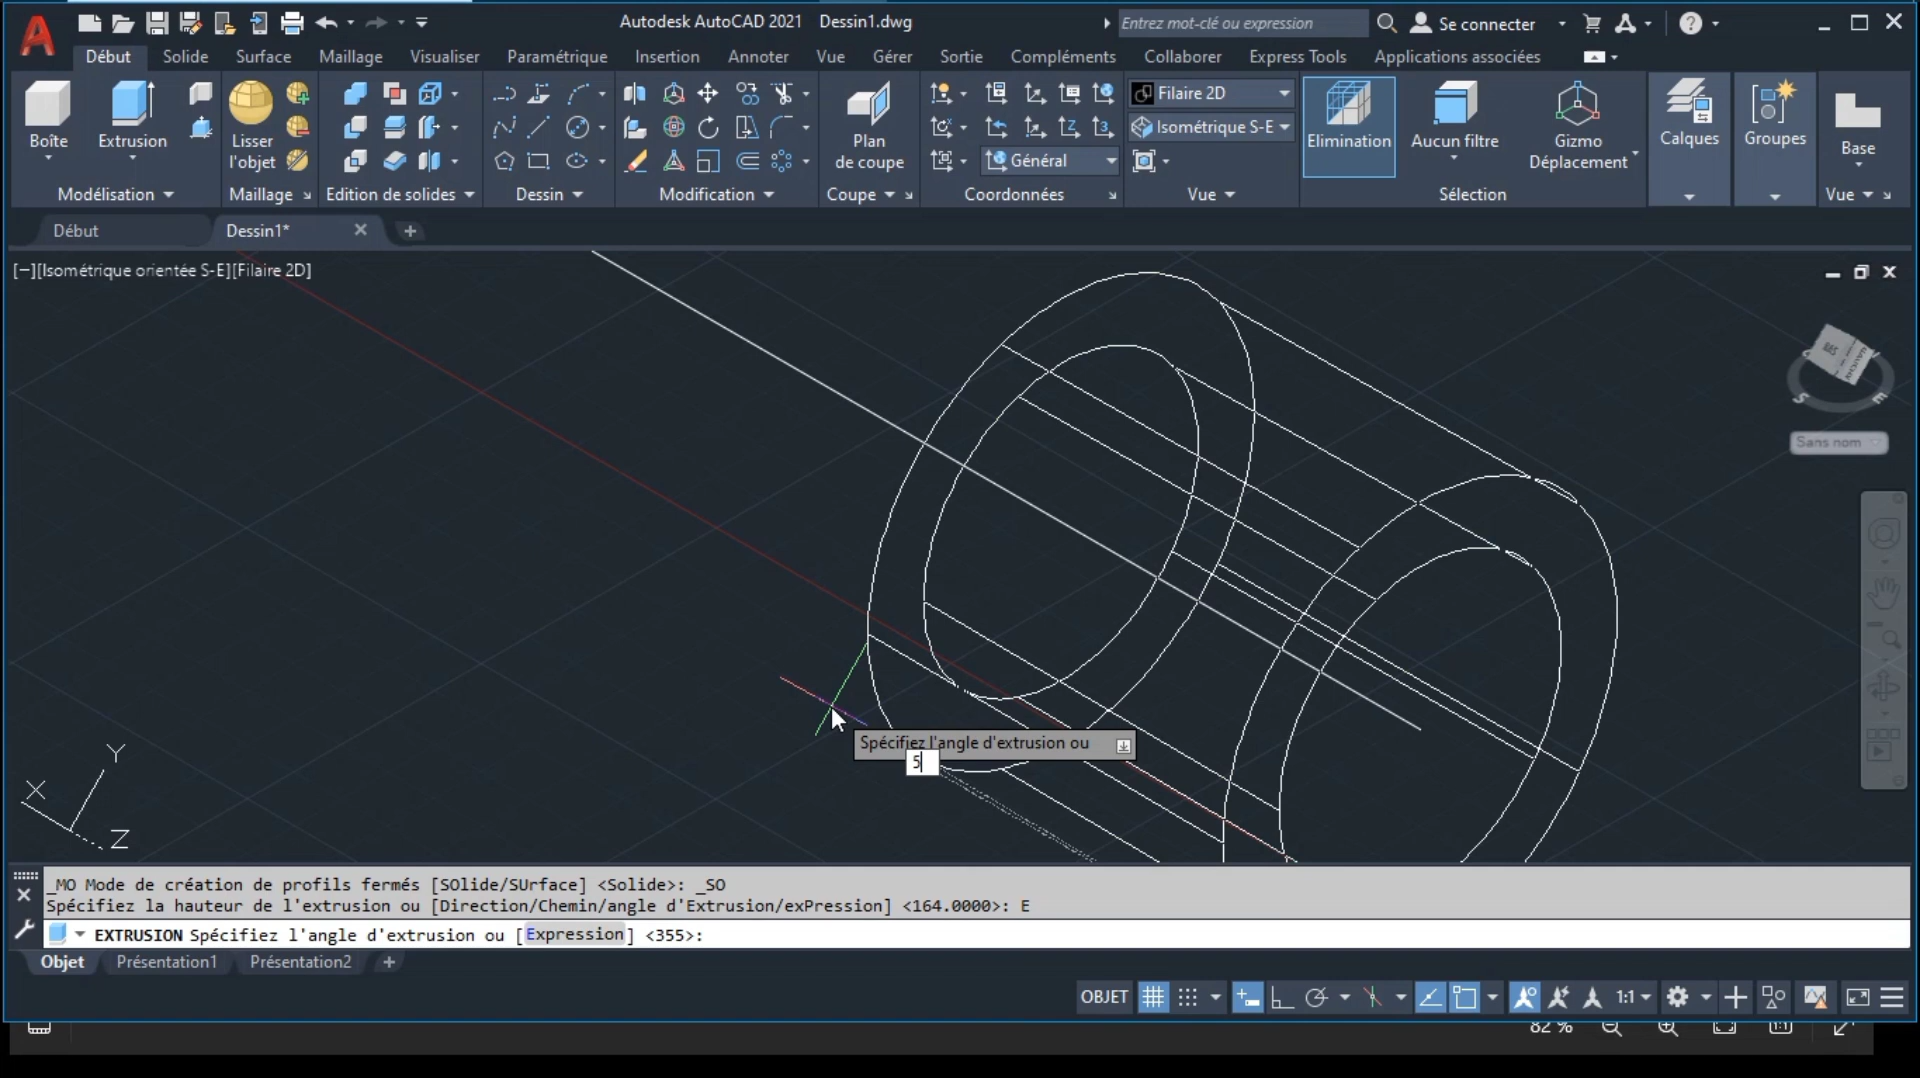 Autodesk AutoCAD 2021 Dessin1.dwg
Entrez mot-clé ou expression
Se connecter
Début Solide Surface Maillage Visualiser Paramétrique Insertion Annoter Vue Gérer Sortie Compléments Collaborer Express Tools Applications associées
Boîte
Extrusion
Lisser
l'objet
Plan
de coupe
Filaire 2D
Isométrique S-E
Général
Elimination
Aucun filtre
Gizmo
Déplacement
Calques
Groupes
Base
Modélisation Maillage Edition de solides Dessin Modification Coupe Coordonnées Vue Sélection Vue
Début Dessin1*
[−][Isométrique orientée S-E][Filaire 2D]
S E
Sans nom
Spécifiez l'angle d'extrusion ou
5
Y
X
Z
_MO Mode de création de profils fermés [SOlide/SUrface] <Solide>: _SO
Spécifiez la hauteur de l'extrusion ou [Direction/Chemin/angle d'Extrusion/exPression] <164.0000>: E
EXTRUSION Spécifiez l'angle d'extrusion ou [Expression] <355>:
Objet Présentation1 Présentation2
OBJET 1:1
82 % 1:1